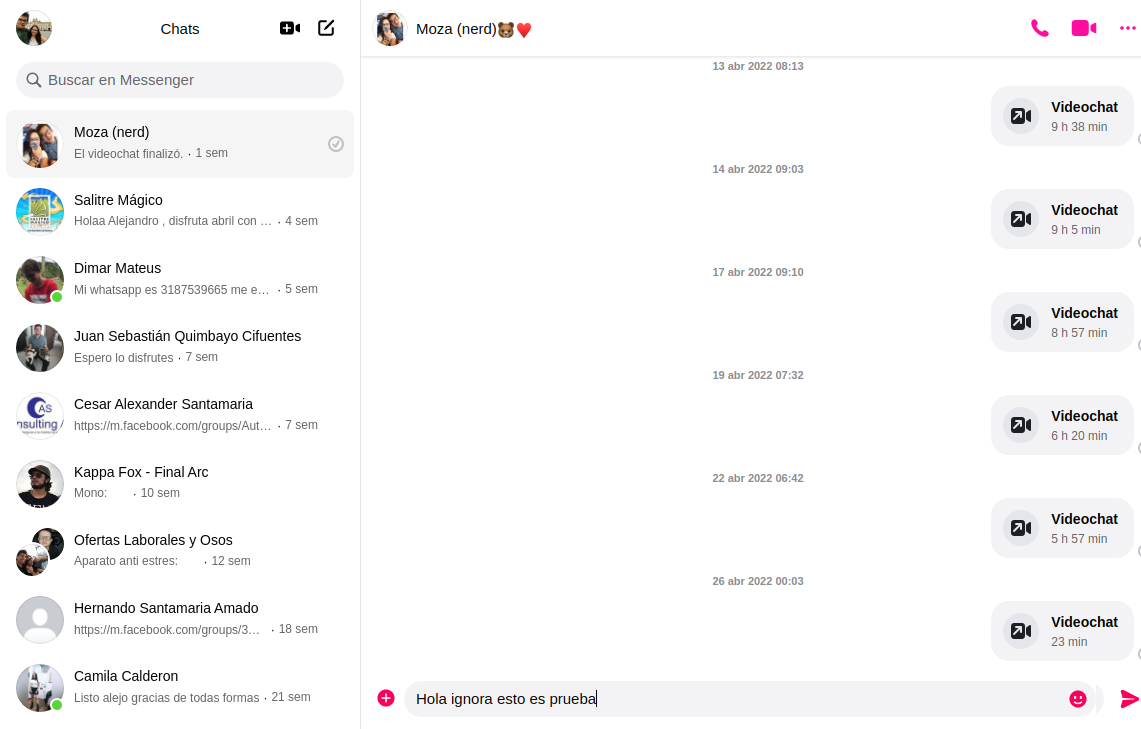 Chats
Buscar en Messenger
Moza (nerd)
El videochat finalizó. · 1 sem
Salitre Mágico
Holaa Alejandro , disfruta abril con … · 4 sem
Dimar Mateus
Mi whatsapp es 3187539665 me e… · 5 sem
Juan Sebastián Quimbayo Cifuentes
Espero lo disfrutes · 7 sem
Cesar Alexander Santamaria
https://m.facebook.com/groups/Aut… · 7 sem
Kappa Fox - Final Arc
Mono: · 10 sem
Ofertas Laborales y Osos
Aparato anti estres: · 12 sem
Hernando Santamaria Amado
https://m.facebook.com/groups/3… · 18 sem
Camila Calderon
Listo alejo gracias de todas formas · 21 sem
Moza (nerd)🐻❤️
13 abr 2022 08:13
Videochat
9 h 38 min
14 abr 2022 09:03
Videochat
9 h 5 min
17 abr 2022 09:10
Videochat
8 h 57 min
19 abr 2022 07:32
Videochat
6 h 20 min
22 abr 2022 06:42
Videochat
5 h 57 min
26 abr 2022 00:03
Videochat
23 min
Hola ignora esto es prueba